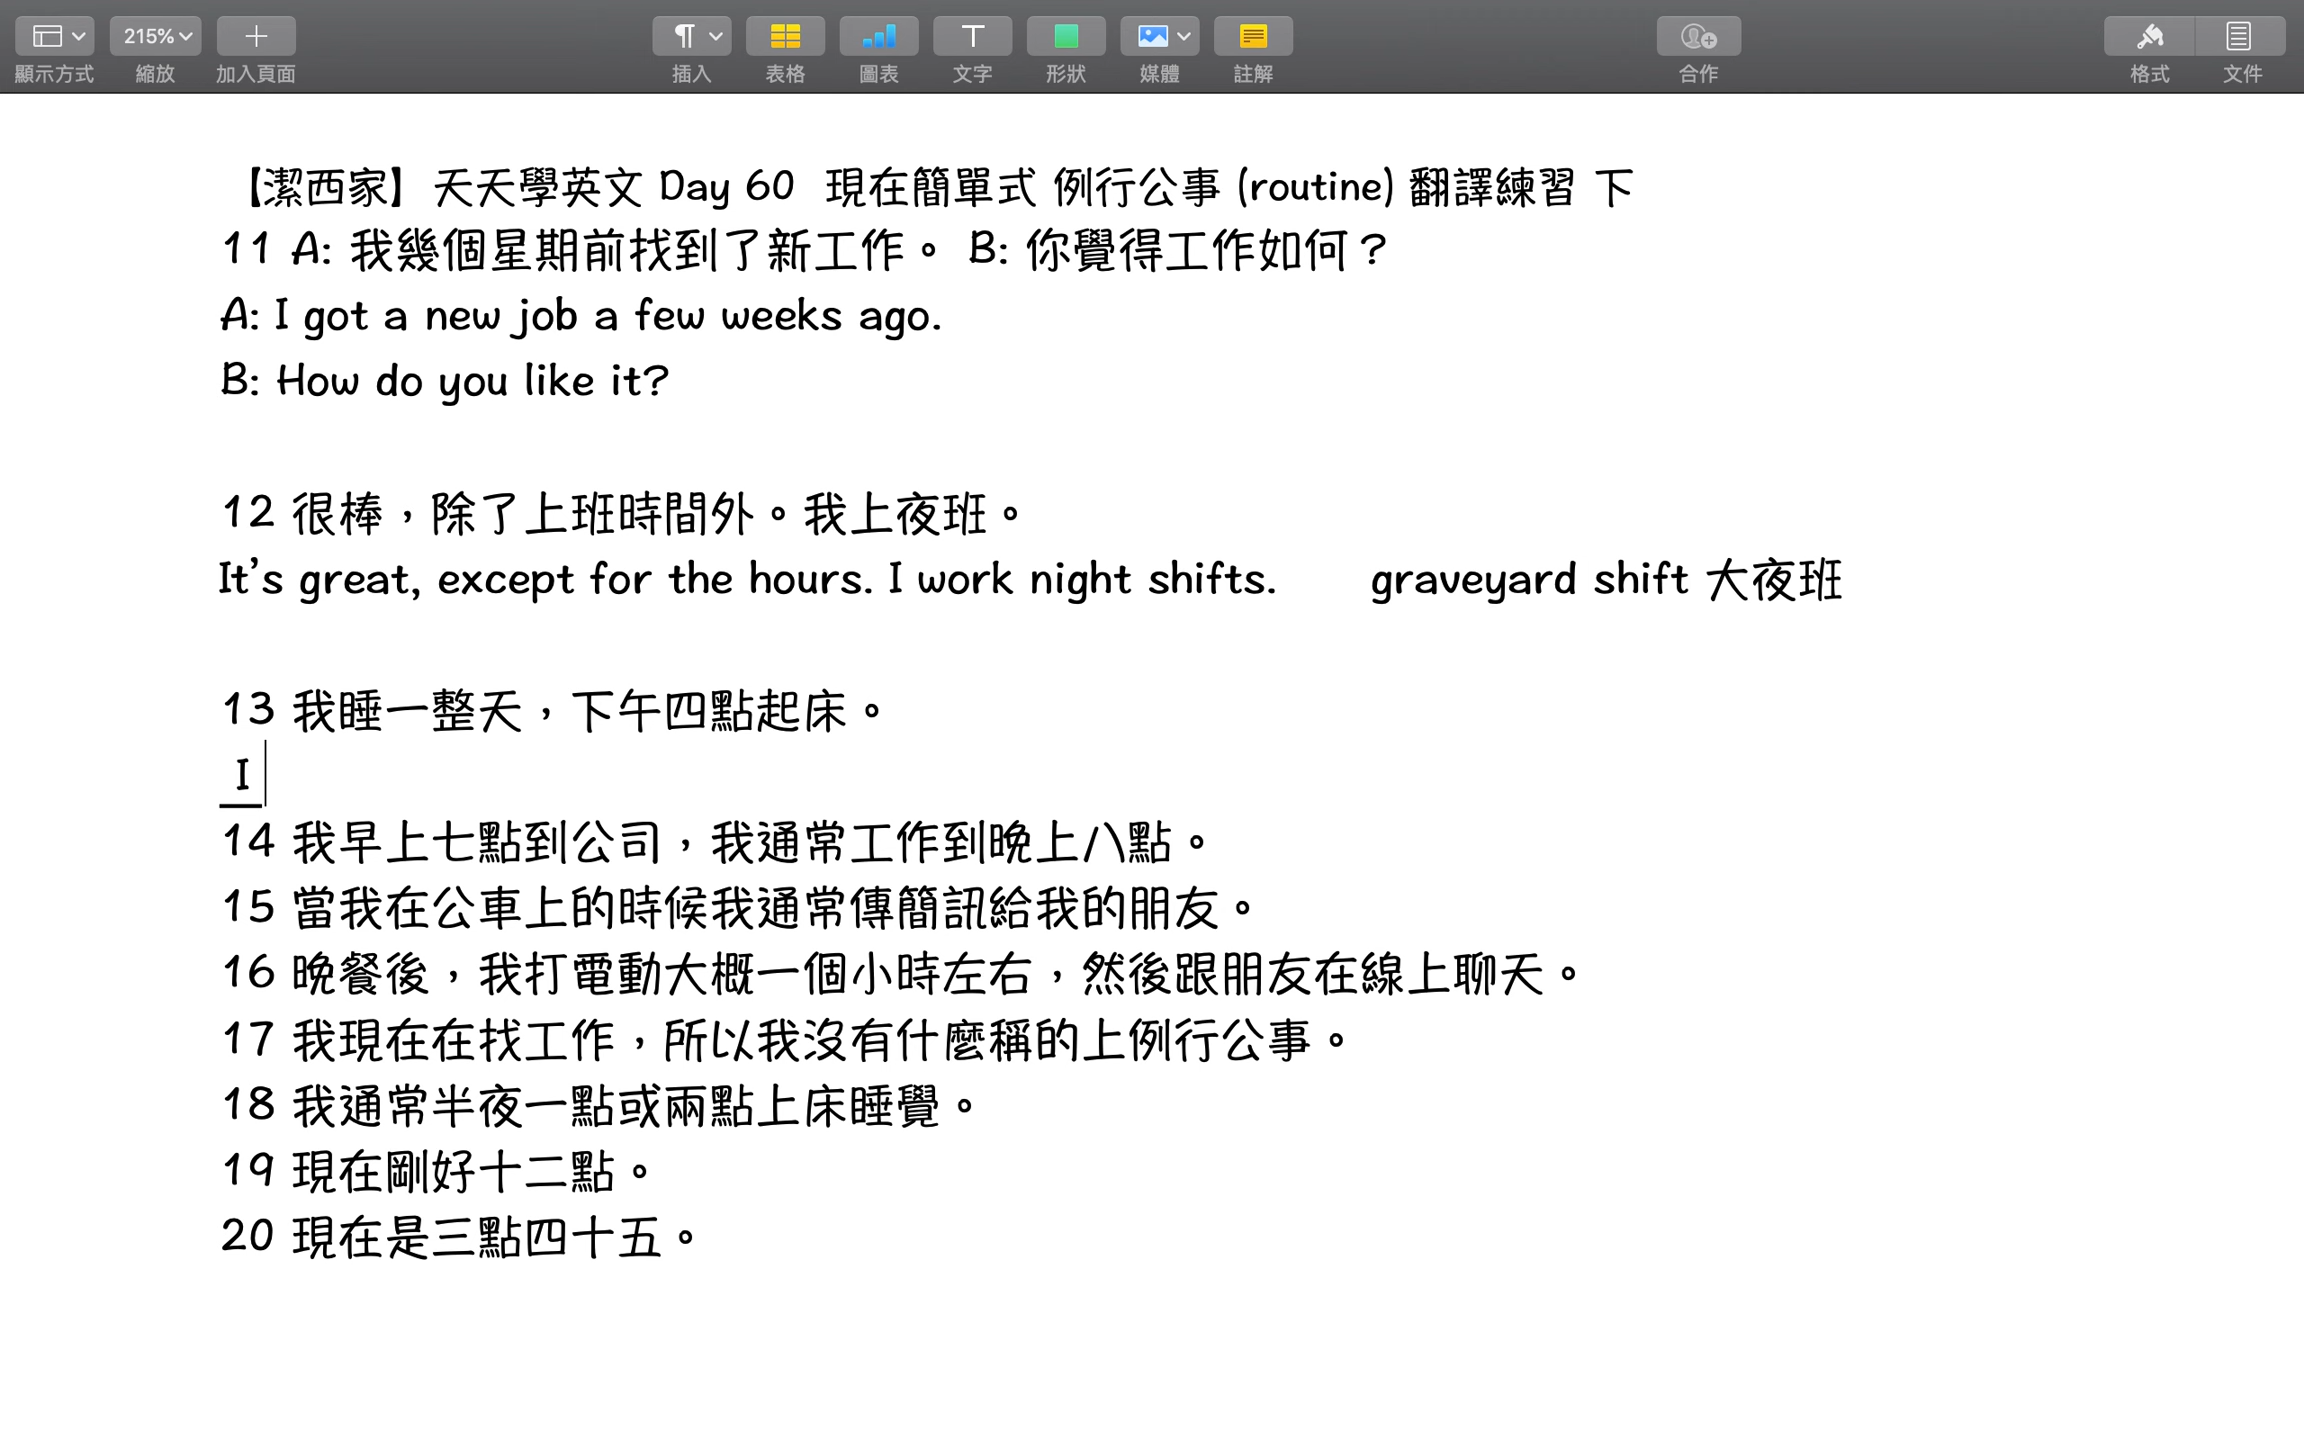 215%
顯示方式 縮放 加入頁面 插入 表格 圖表 文字 形狀 媒體 註解 合作 格式 文件
【潔西家】天天學英文 Day 60 現在簡單式 例行公事 (routine) 翻譯練習 下
11 A: 我幾個星期前找到了新工作。 B: 你覺得工作如何？
A: I got a new job a few weeks ago.
B: How do you like it?
12 很棒，除了上班時間外。我上夜班。
It's great, except for the hours. I work night shifts. graveyard shift 大夜班
13 我睡一整天，下午四點起床。
I
14 我早上七點到公司，我通常工作到晚上八點。
15 當我在公車上的時候我通常傳簡訊給我的朋友。
16 晚餐後，我打電動大概一個小時左右，然後跟朋友在線上聊天。
17 我現在在找工作，所以我沒有什麼稱的上例行公事。
18 我通常半夜一點或兩點上床睡覺。
19 現在剛好十二點。
20 現在是三點四十五。